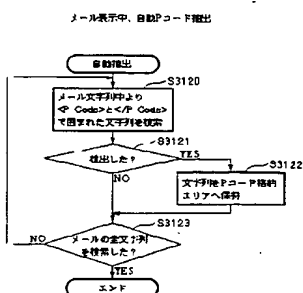 メール表示中、自動Pコード抽出
自動抽出
S3120
メール文字列中より
<P Code>と</P Code>
で囲まれた文字列を検索
S3121
検出した？
YES
NO
S3122
文字列をPコード格納
エリアへ保存
S3123
メールの全文字列
を検索した？
NO
YES
エンド